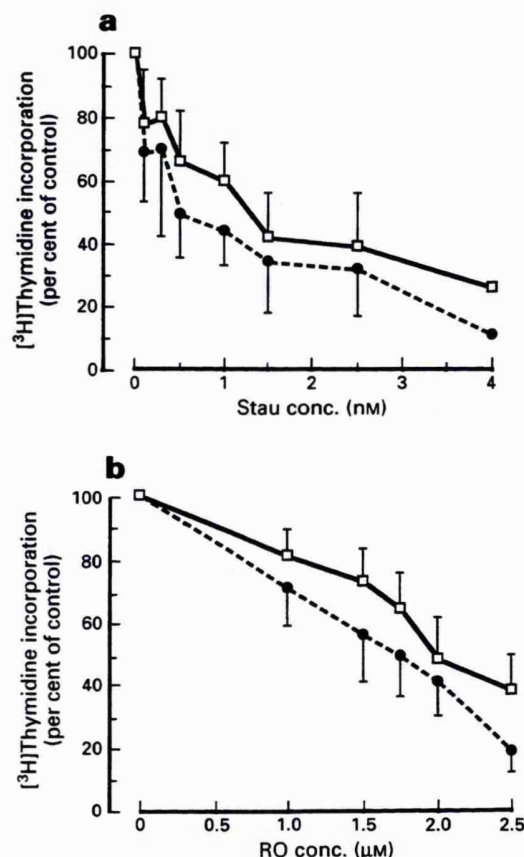 a
[³H]Thymidine incorporation
(per cent of control)
100
80
60
40
20
0
0 1 2 3 4
Stau conc. (nM)
b
[³H]Thymidine incorporation
(per cent of control)
100
80
60
40
20
0
0 0.5 1.0 1.5 2.0 2.5
RO conc. (μM)